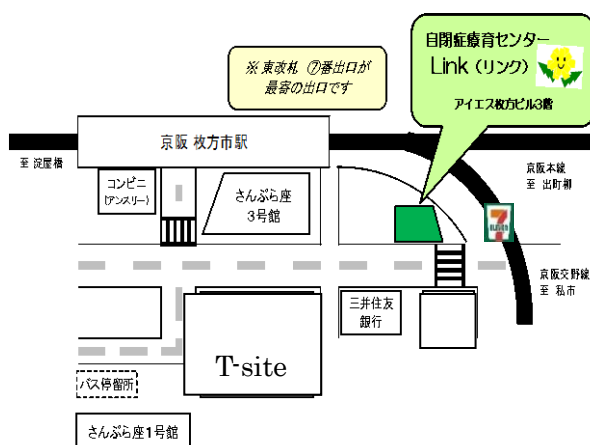 自閉症療育センター
Link（リンク）
アイエス枚方ビル3階
※東改札 ⑦番出口が
最寄の出口です
京阪 枚方市駅
至 淀屋橋
京阪本線
至 出町柳
コンビニ
(アンスリー)
さんぷら座
3号館
7
ELEVEN
京阪交野線
至 私市
三井住友
銀行
T-site
バス停留所
さんぷら座1号館